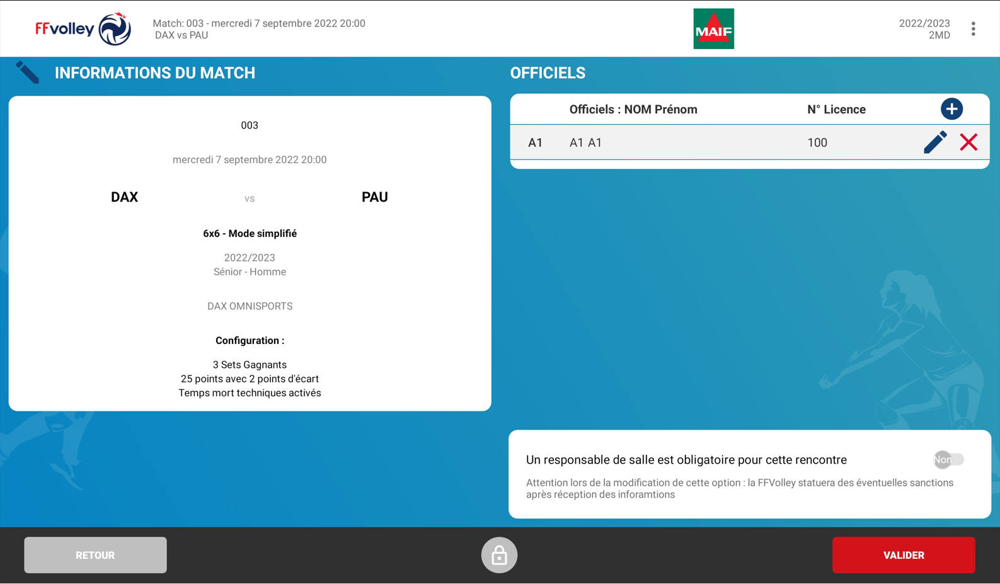 FFvolley
Match: 003 - mercredi 7 septembre 2022 20:00
DAX vs PAU
MAIF
2022/2023
2MD
INFORMATIONS DU MATCH
003
mercredi 7 septembre 2022 20:00
DAX vs PAU
6x6 - Mode simplifié
2022/2023
Sénior - Homme
DAX OMNISPORTS
Configuration :
3 Sets Gagnants
25 points avec 2 points d'écart
Temps mort techniques activés
OFFICIELS
Officiels : NOM Prénom N° Licence
A1 A1 A1 100
Un responsable de salle est obligatoire pour cette rencontre
Non
Attention lors de la modification de cette option : la FFVolley statuera des éventuelles sanctions
après réception des inforamtions
RETOUR
VALIDER